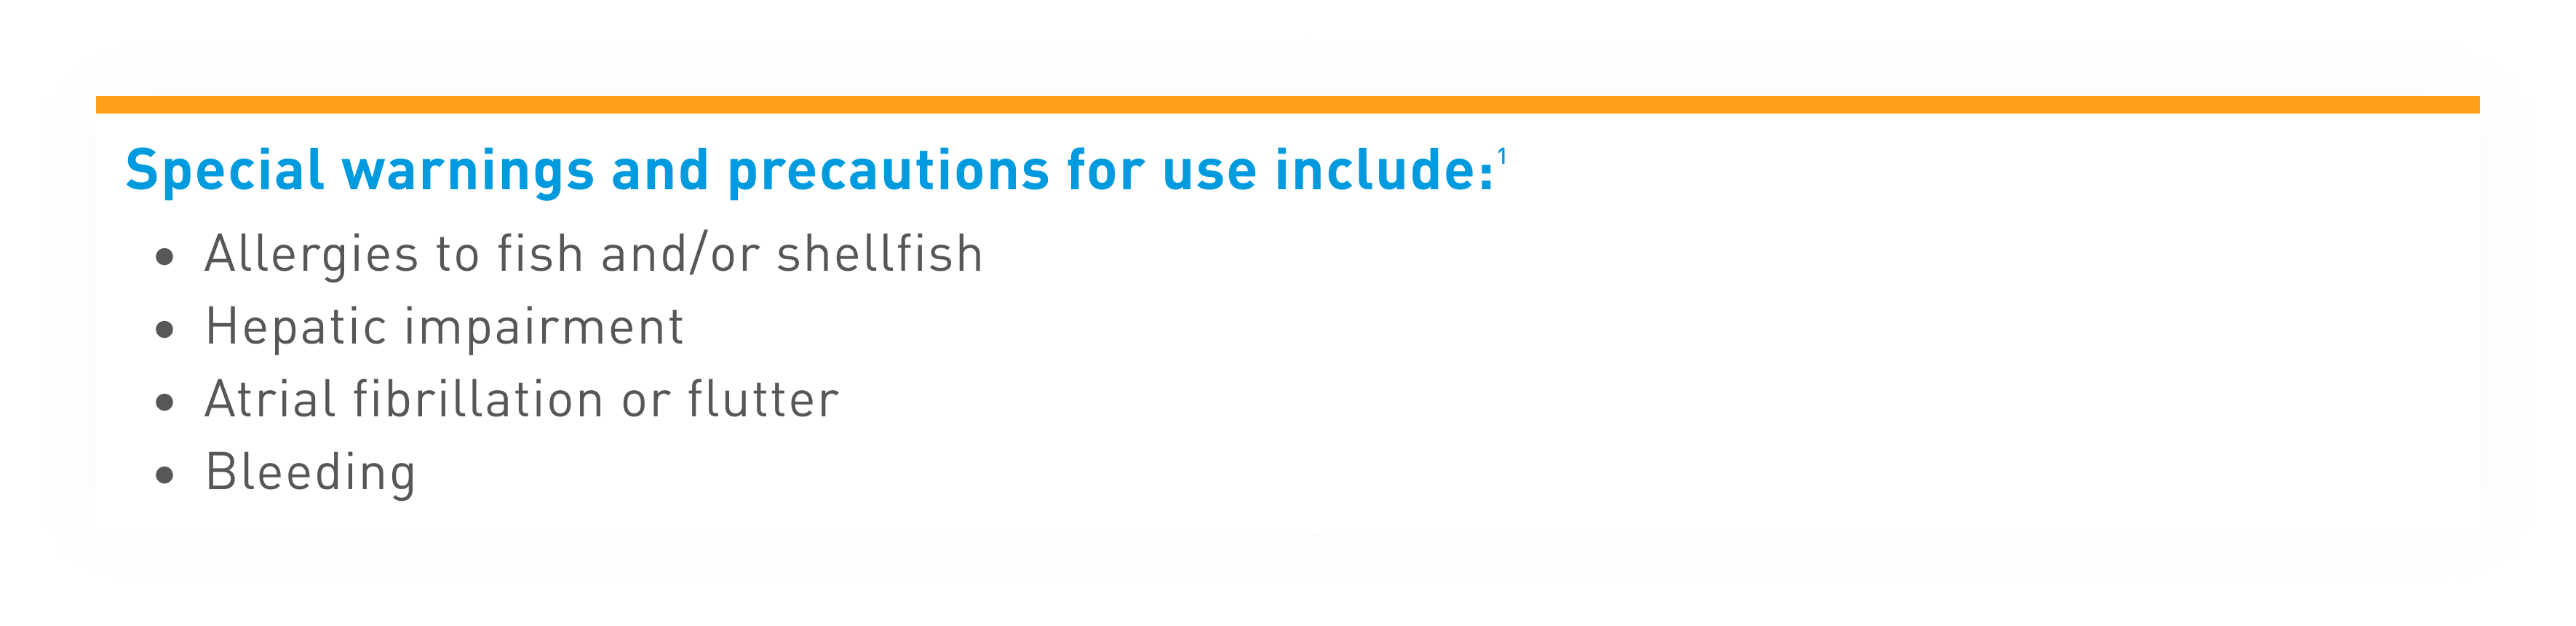 Special warnings and precautions for use include:¹
• Allergies to fish and/or shellfish
• Hepatic impairment
• Atrial fibrillation or flutter
• Bleeding